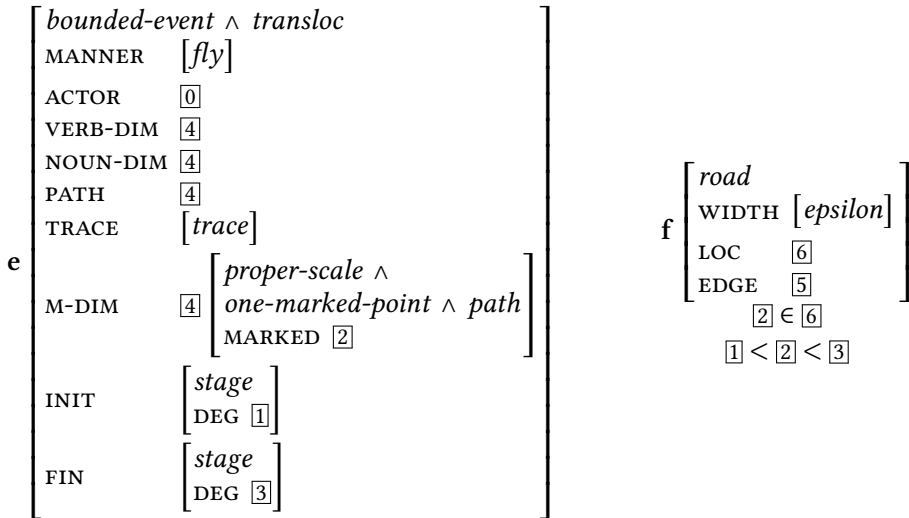 bounded-event ∧ transloc
MANNER [fly]
ACTOR 0
VERB-DIM 4
NOUN-DIM 4
PATH 4
TRACE [trace]
e
M-DIM 4 [proper-scale ∧
one-marked-point ∧ path
MARKED 2]
INIT [stage
DEG 1]
FIN [stage
DEG 3]
f
road
WIDTH [epsilon]
LOC 6
EDGE 5
2 ∈ 6
1 < 2 < 3